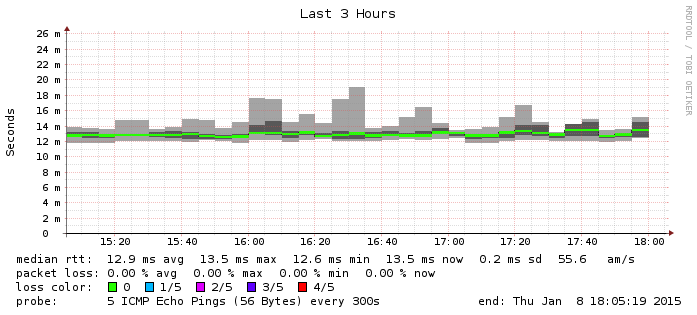 Last 3 Hours
RRDTOOL / TOBI OETIKER
Seconds
26 m
24 m
22 m
20 m
18 m
16 m
14 m
12 m
10 m
8 m
6 m
4 m
2 m
0
15:20 15:40 16:00 16:20 16:40 17:00 17:20 17:40 18:00
median rtt: 12.9 ms avg 13.5 ms max 12.6 ms min 13.5 ms now 0.2 ms sd 55.6 am/s
packet loss: 0.00 % avg 0.00 % max 0.00 % min 0.00 % now
loss color: 0 1/5 2/5 3/5 4/5
probe: 5 ICMP Echo Pings (56 Bytes) every 300s end: Thu Jan 8 18:05:19 2015